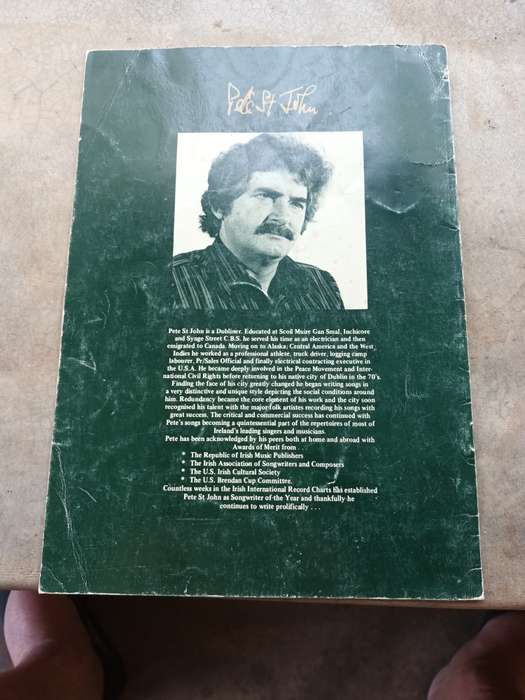 Pete St John
Pete St John is a Dubliner. Educated at Scoil Muire Gan Smal, Inchicore
and Synge Street C.B.S. he served his time as an electrician and then
emigrated to Canada. Moving on to Alaska, Central America and the West
Indies he worked as a professional athlete, truck driver, logging camp
labourer, Pr/Sales Official and finally electrical contracting executive in
the U.S.A. He became deeply involved in the Peace Movement and Inter-
national Civil Rights before returning to his native city of Dublin in the 70's.
Finding the face of his city greatly changed he began writing songs in
a very distinctive and unique style depicting the social conditions around
him. Redundancy became the core element of his work and the city soon
recognised his talent with the major folk artistes recording his songs with
great success. The critical and commercial success has continued with
Pete's songs becoming a quintessential part of the repertoires of most of
Ireland's leading singers and musicians.
Pete has been acknowledged by his peers both at home and abroad with
Awards of Merit from . . .
* The Republic of Irish Music Publishers
* The Irish Association of Songwriters and Composers
* The U.S. Irish Cultural Society
* The U.S. Brendan Cup Committee.
Countless weeks in the Irish International Record Charts has established
Pete St John as Songwriter of the Year and thankfully he
continues to write prolifically . . .